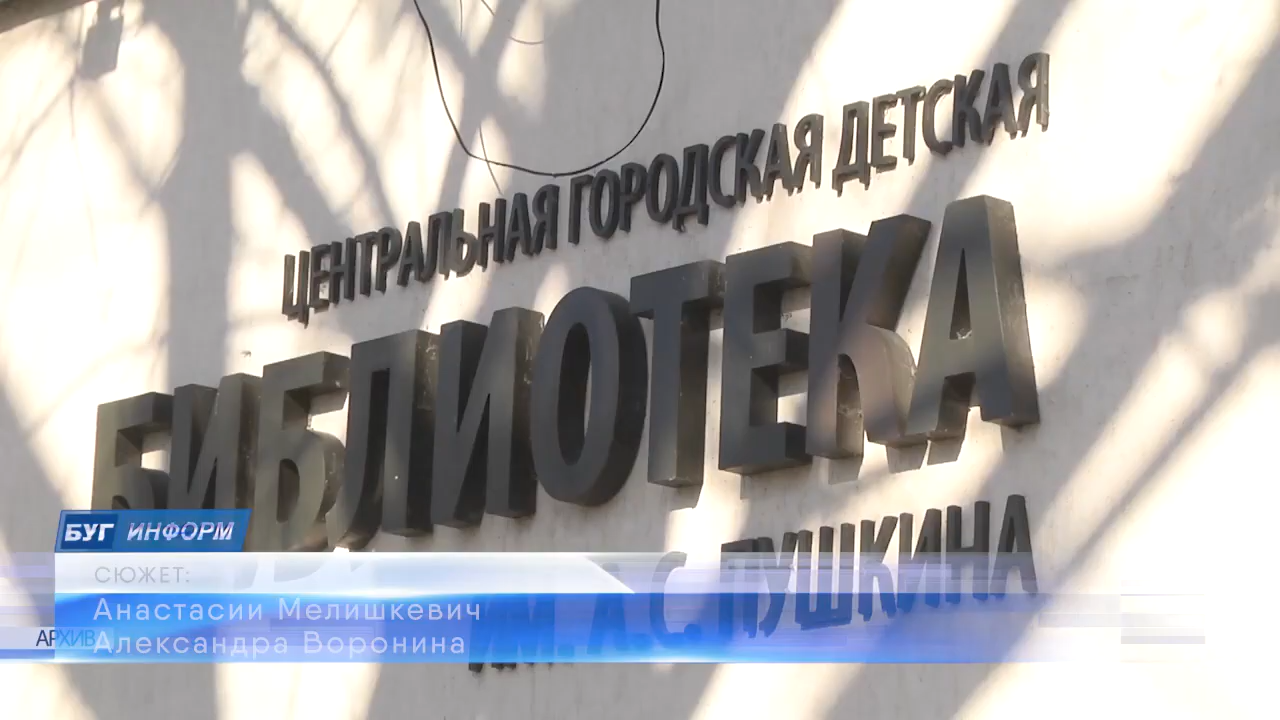 ЦЕНТРАЛЬНАЯ ГОРОДСКАЯ ДЕТСКАЯ
БИБЛИОТЕКА
ИМ. А.С. ПУШКИНА
БУГ ИНФОРМ
СЮЖЕТ:
Анастасии Мелишкевич
Александра Воронина
АРХИВ